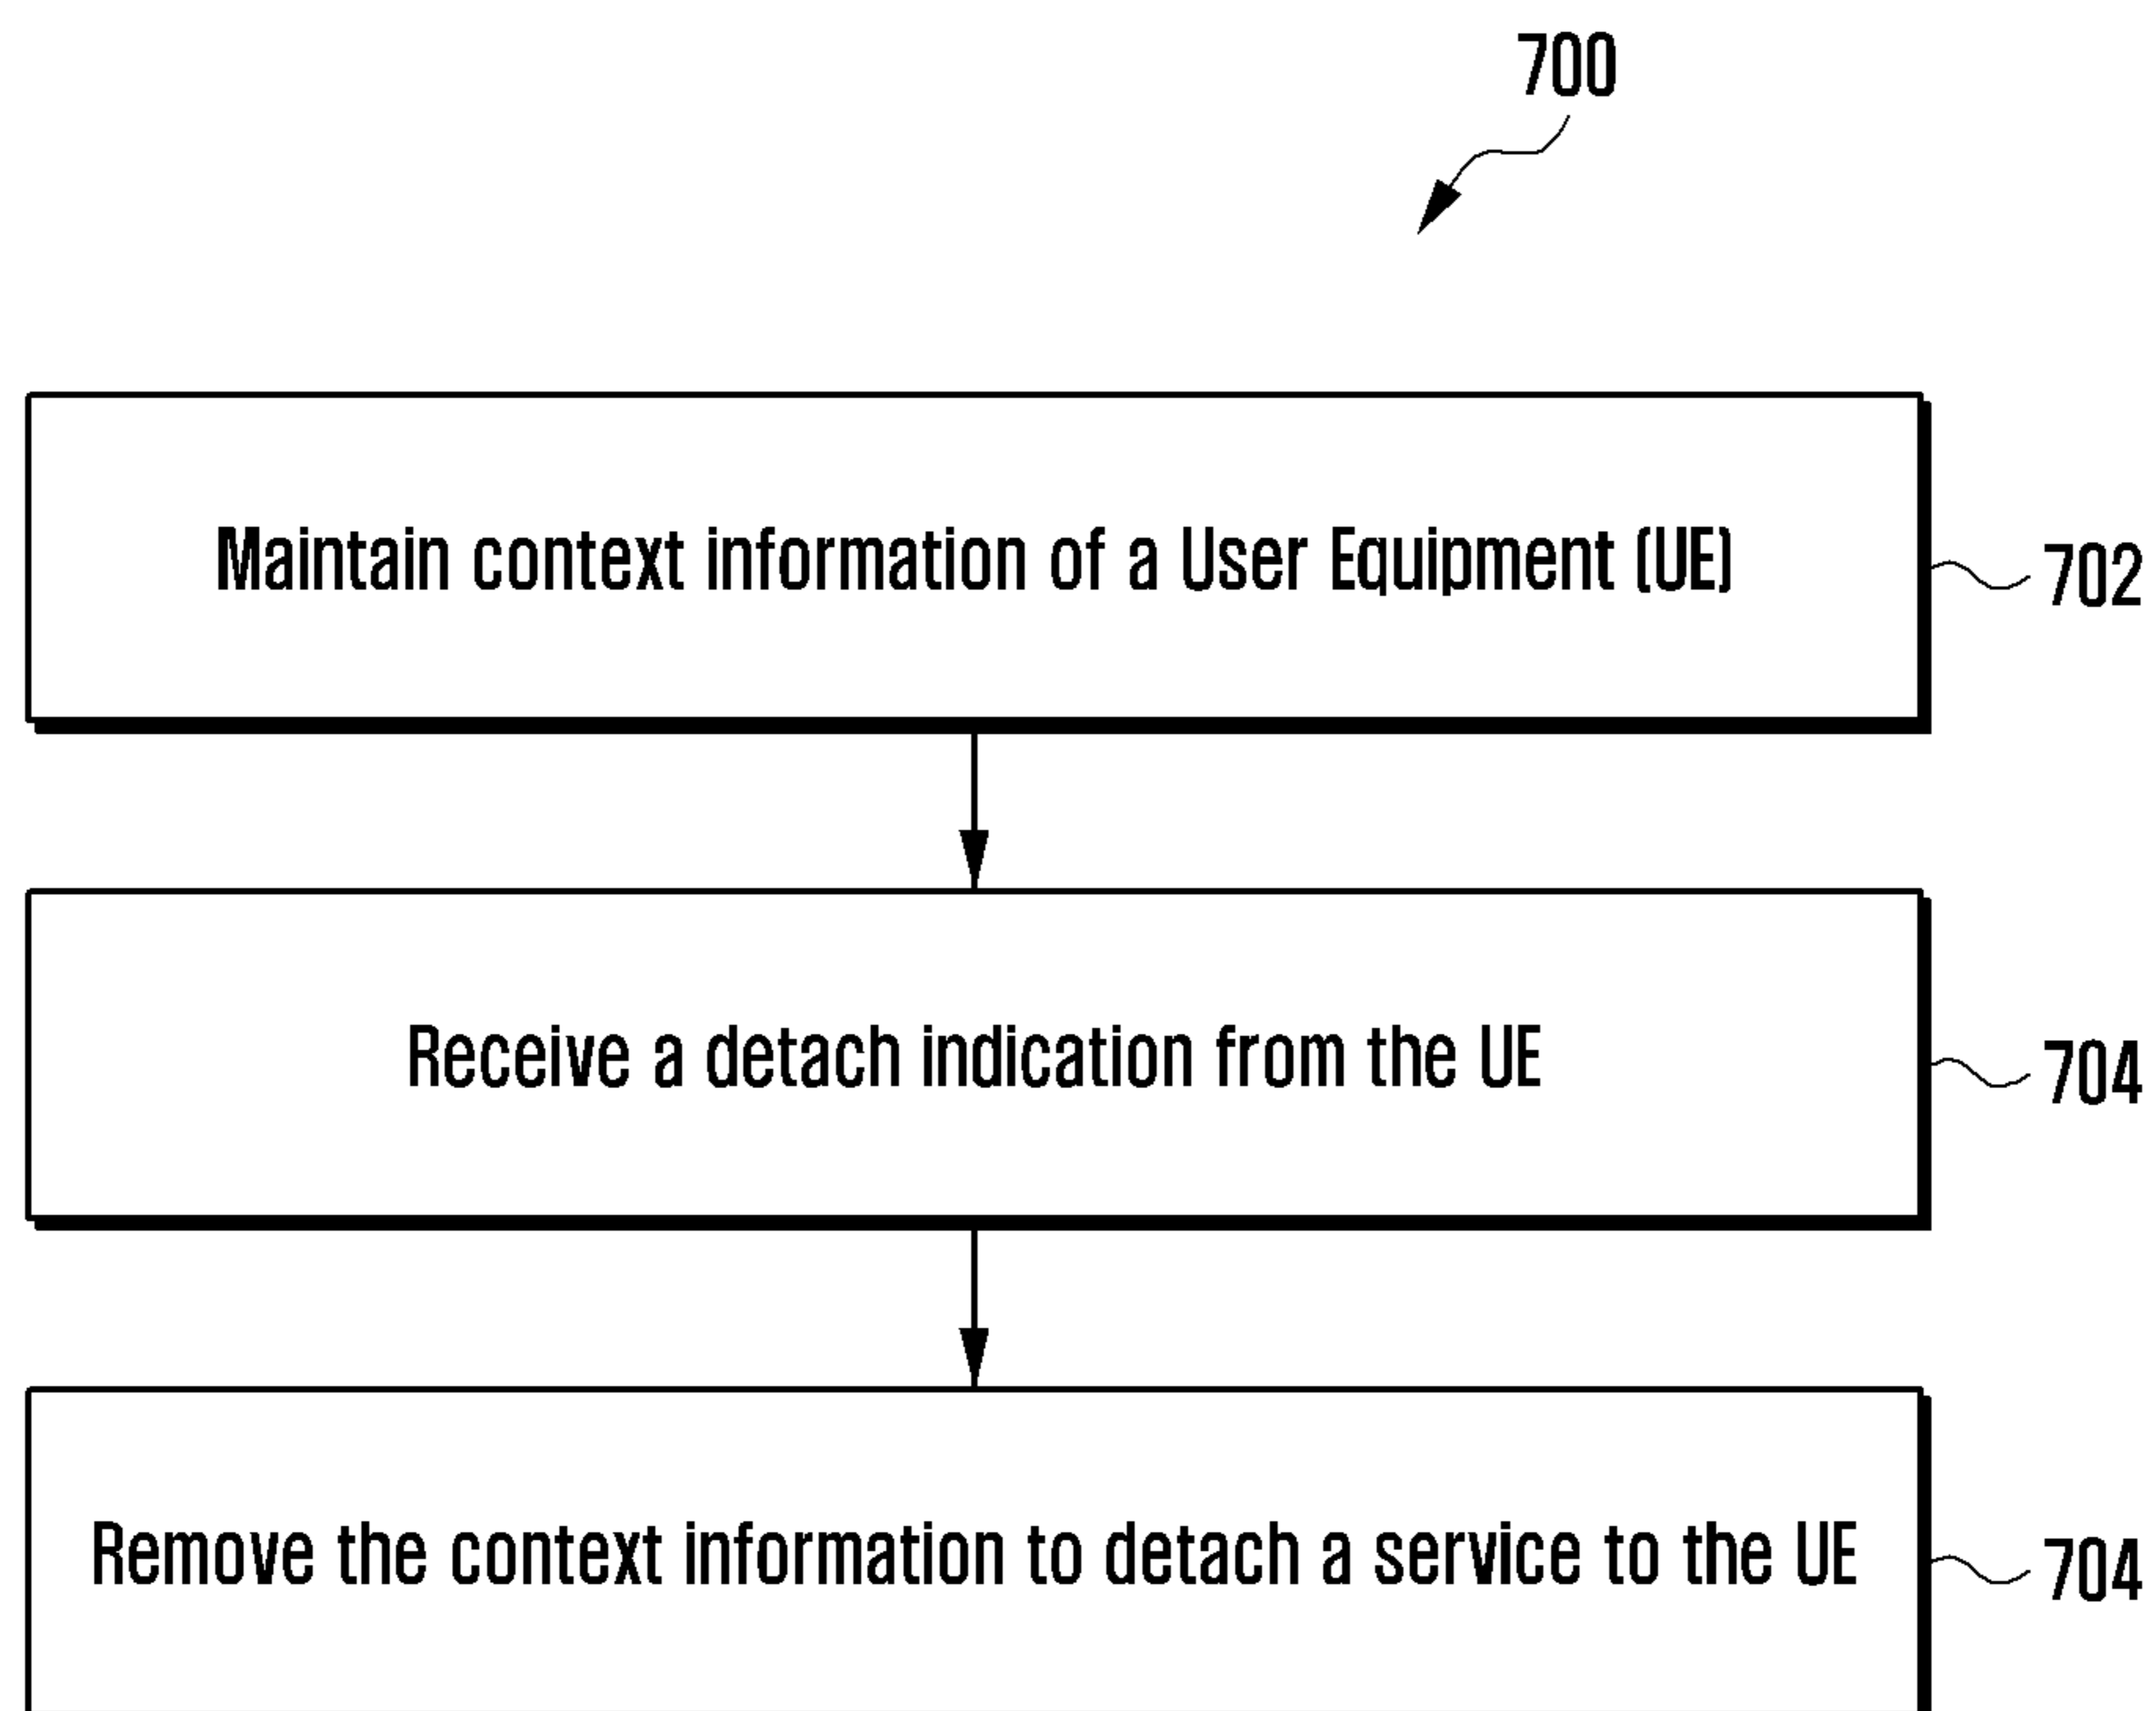 700
Maintain context information of a User Equipment (UE)
702
Receive a detach indication from the UE
704
Remove the context information to detach a service to the UE
704